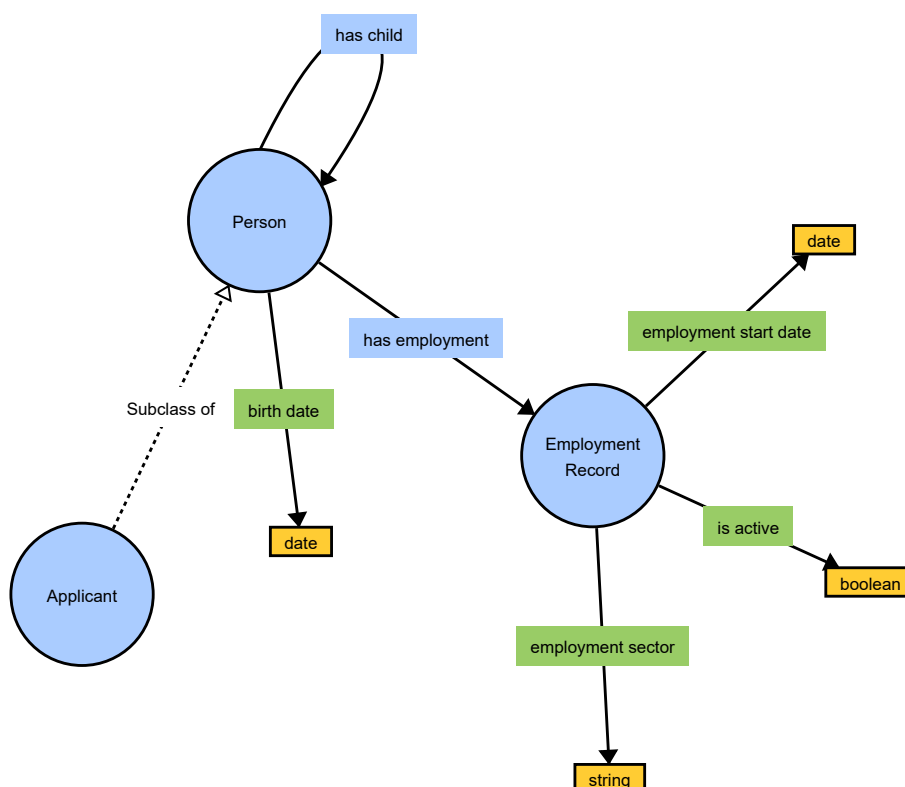 has child
Person
date
employment start date
has employment
Subclass of
birth date
Employment
Record
is active
date
boolean
Applicant
employment sector
string